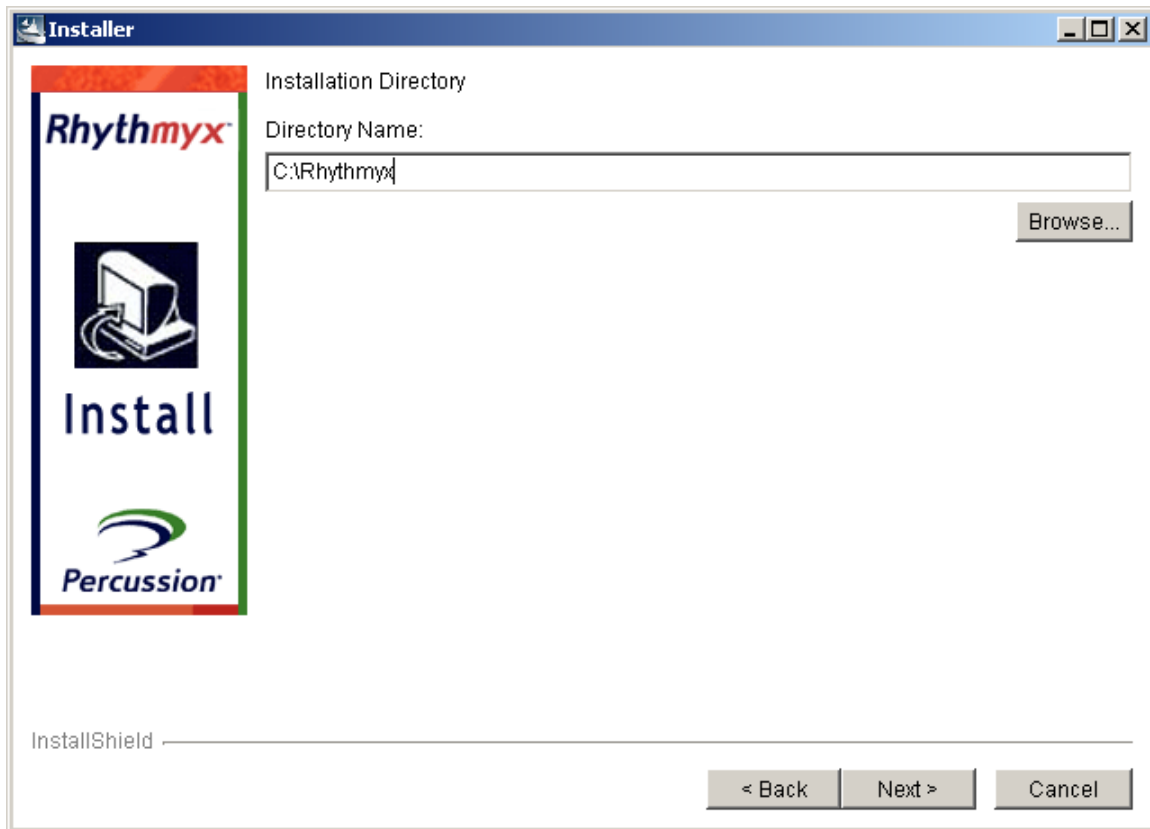 Installer
Rhythmyx
Install
Percussion
Installation Directory
Directory Name:
C:\Rhythmyx
Browse...
InstallShield
< Back
Next >
Cancel